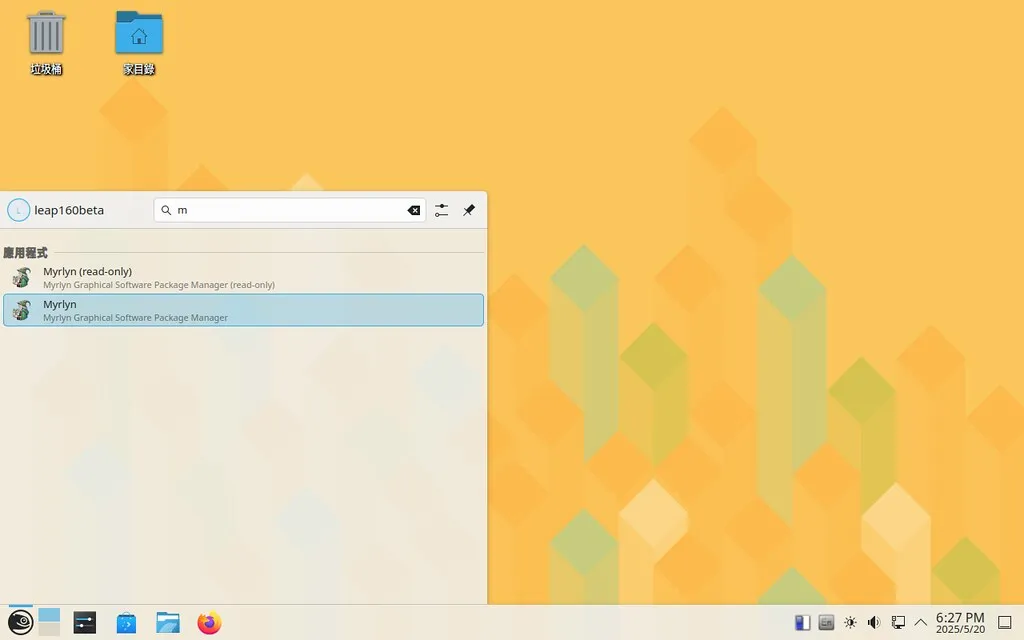 垃圾桶
家目錄
leap160beta
m
應用程式
Myrlyn (read-only)
Myrlyn Graphical Software Package Manager (read-only)
Myrlyn
Myrlyn Graphical Software Package Manager
6:27 PM
2025/5/20